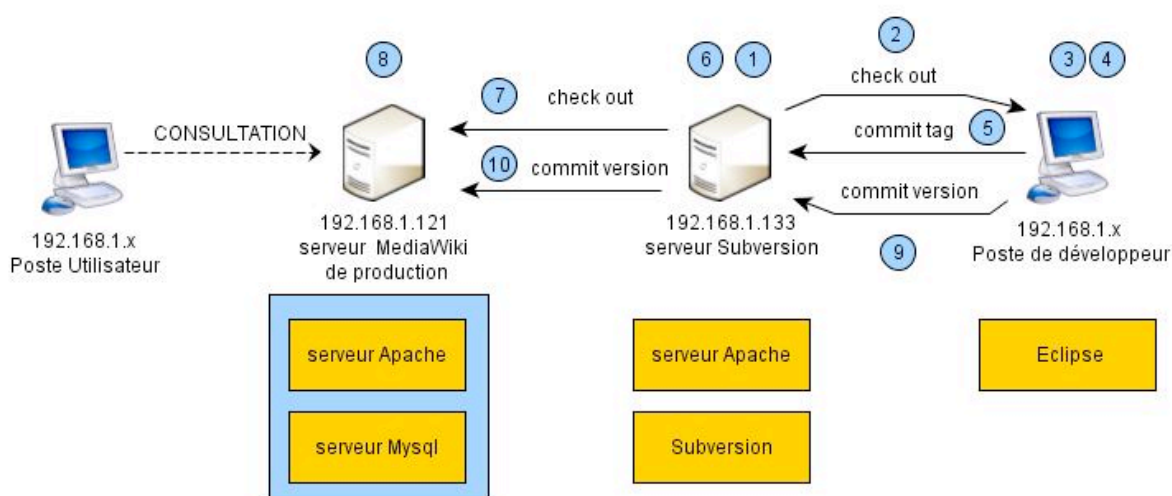 2
8
6
1
3
4
check out
7
check out
CONSULTATION
commit tag
5
10
commit version
commit version
192.168.1.121
serveur MediaWiki
de production
192.168.1.133
serveur Subversion
192.168.1.x
Poste Utilisateur
192.168.1.x
Poste de développeur
9
serveur Apache
serveur Apache
Eclipse
serveur Mysql
Subversion